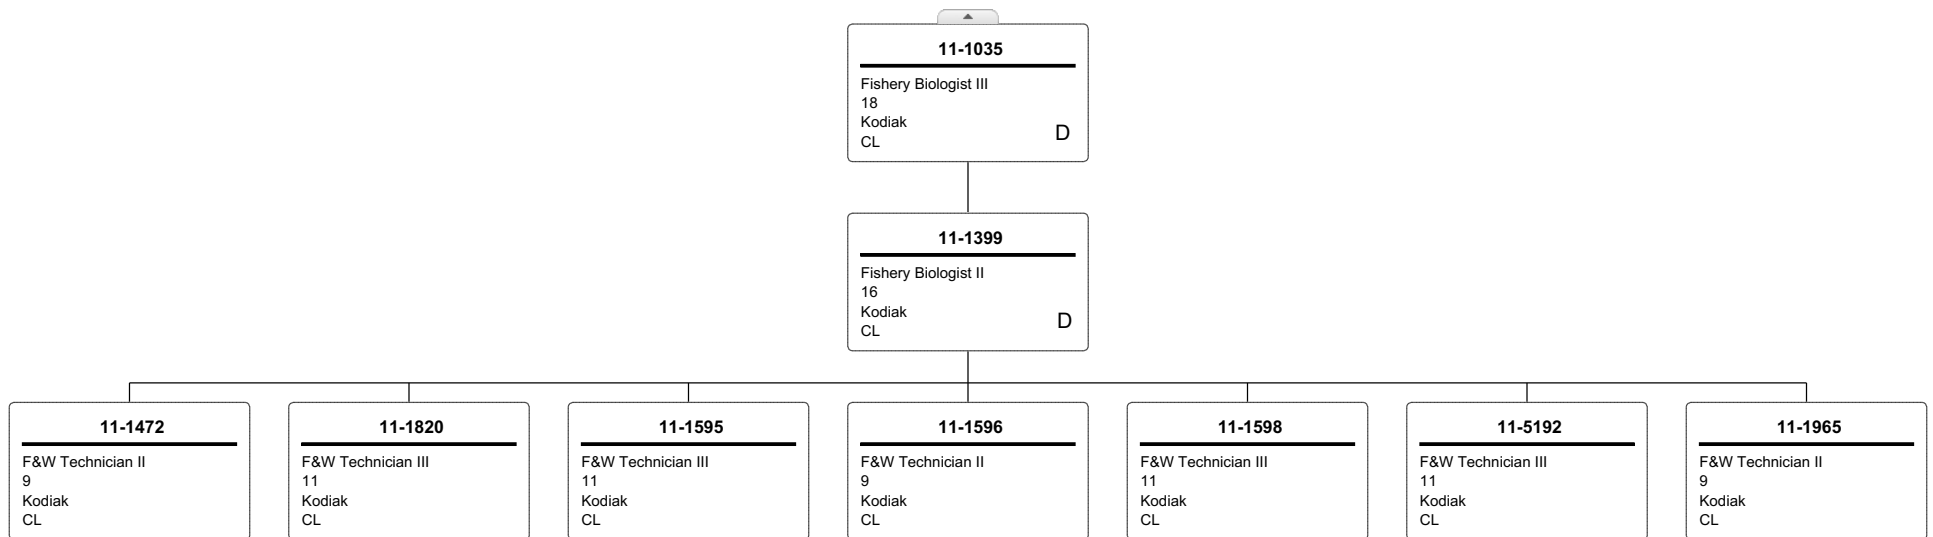 11-1035
Fishery Biologist III
18
Kodiak
CL
D
11-1399
Fishery Biologist II
16
Kodiak
CL
D
11-1472
F&W Technician II
9
Kodiak
CL
11-1820
F&W Technician III
11
Kodiak
CL
11-1595
F&W Technician III
11
Kodiak
CL
11-1596
F&W Technician II
9
Kodiak
CL
11-1598
F&W Technician III
11
Kodiak
CL
11-5192
F&W Technician III
11
Kodiak
CL
11-1965
F&W Technician II
9
Kodiak
CL